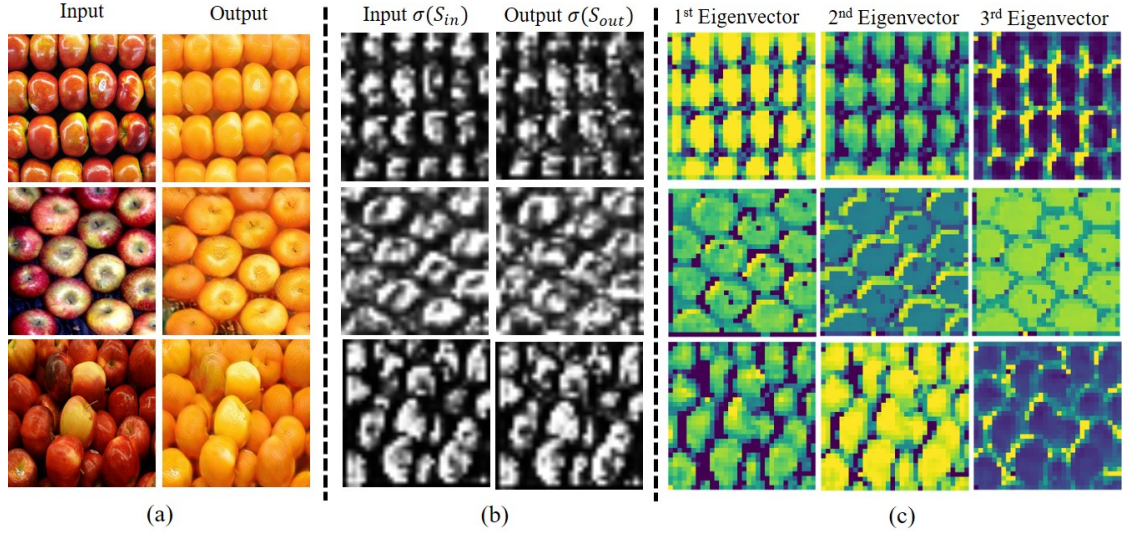 Input Output Input σ(S_in) Output σ(S_out) 1st Eigenvector 2nd Eigenvector 3rd Eigenvector
(a) (b) (c)